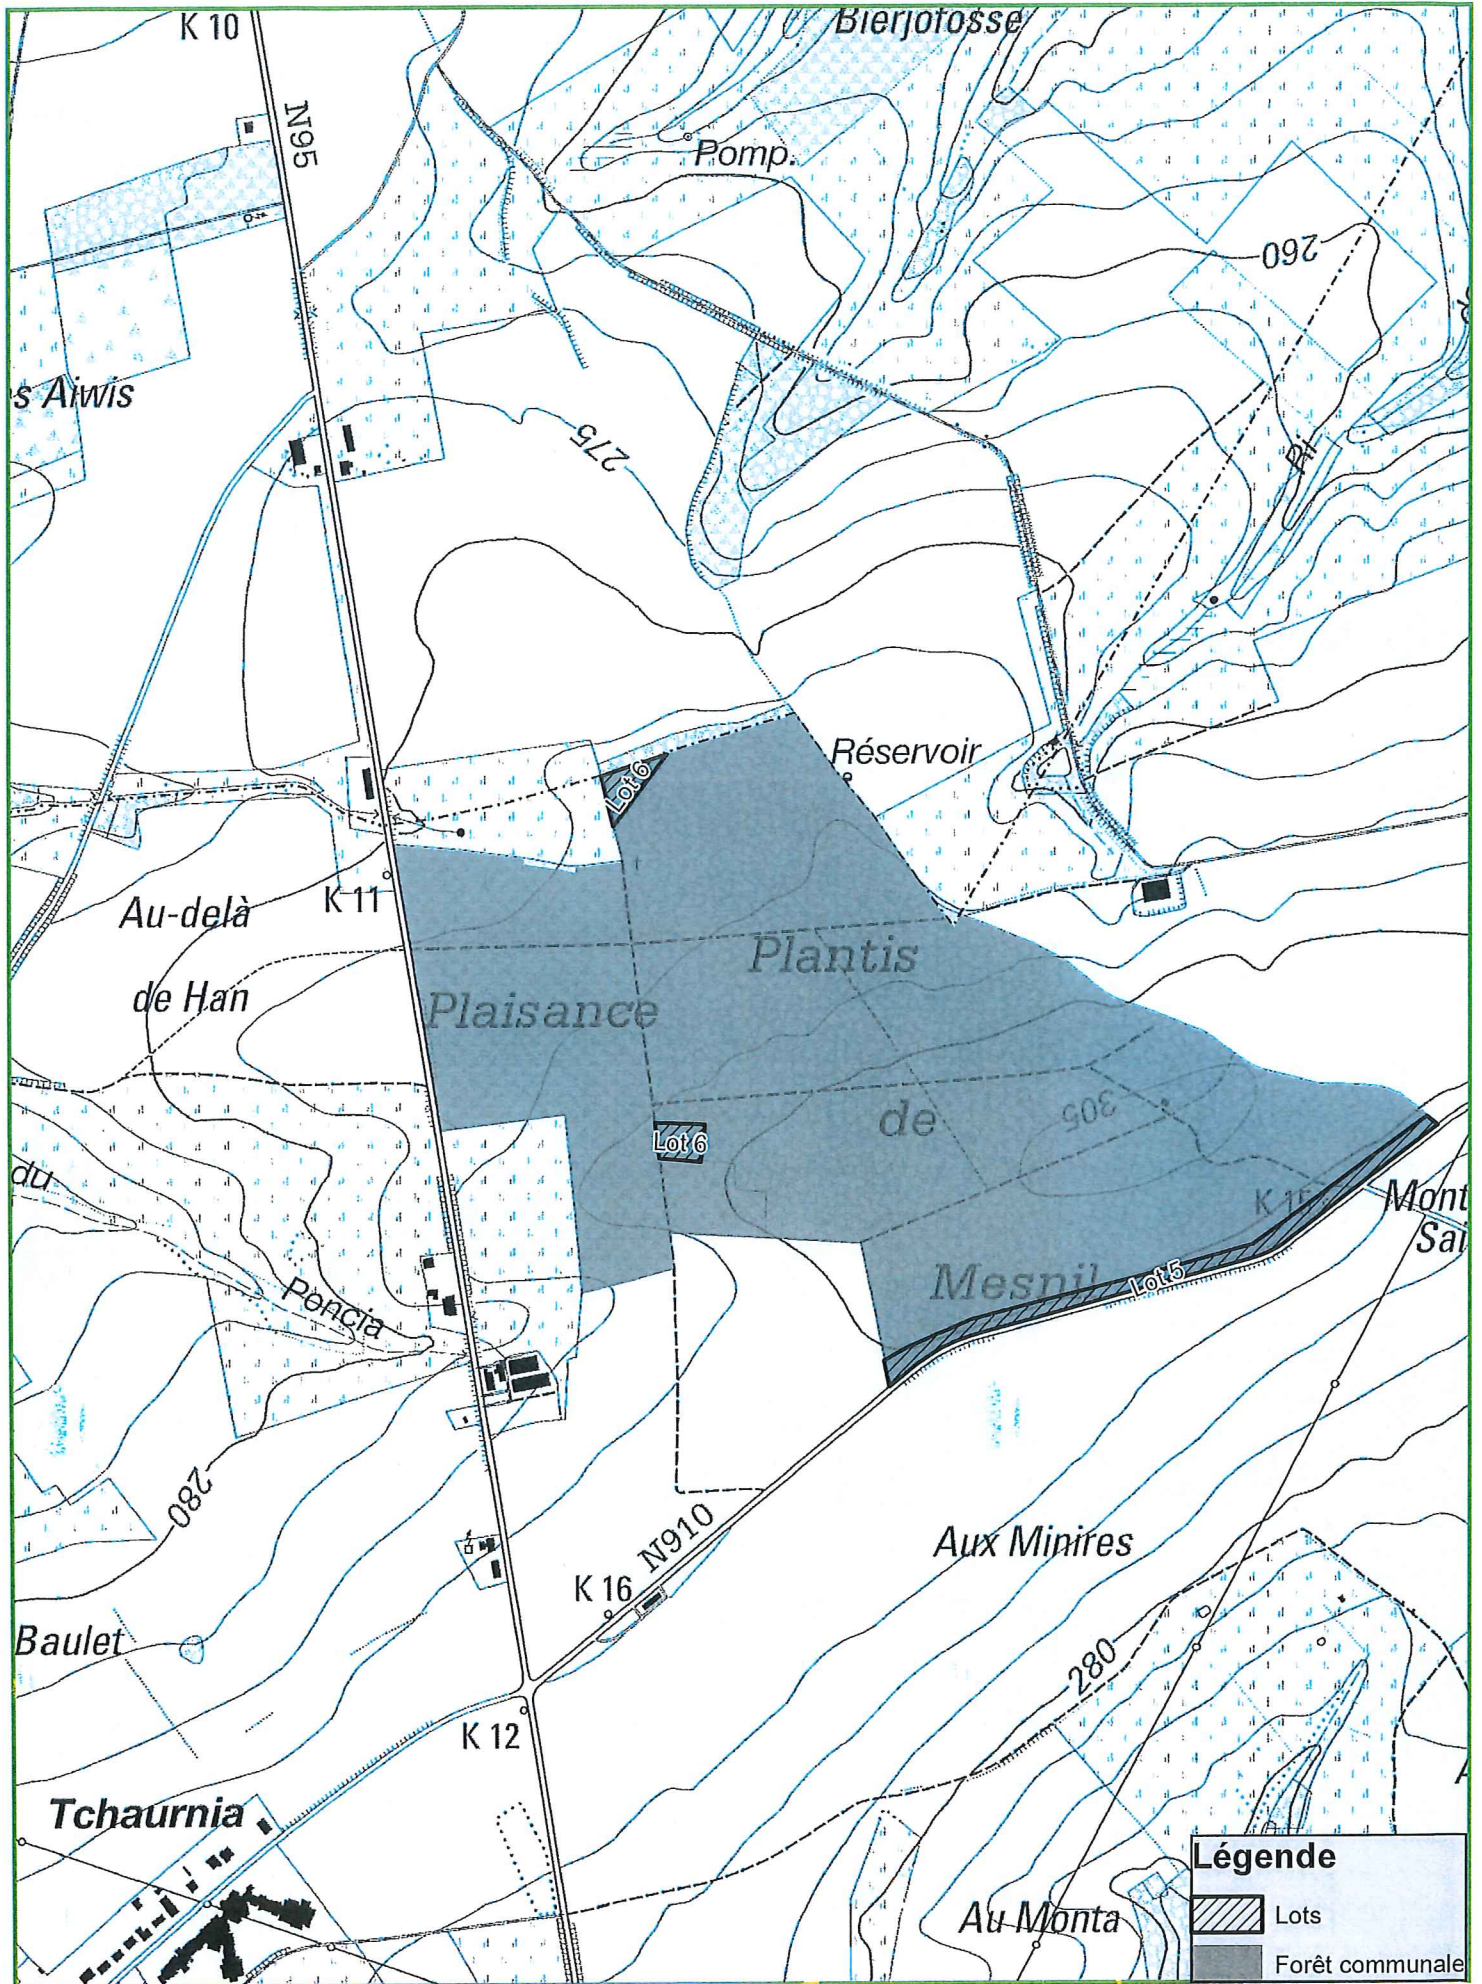 K 10
Bierjofosse
N95
Pomp.
260
s Aiwis
275
Ri
Lot 6
Réservoir
K 11
Au-delà
de Han
Plantis
Plaisance
de
305
Lot 6
du
Mont
Sai
Poncia
Mesnil
Lot 5
280
N910
Aux Minires
K 16
Baulet
280
K 12
Tchaurnia
Légende
Lots
Au Monta
Forêt communale